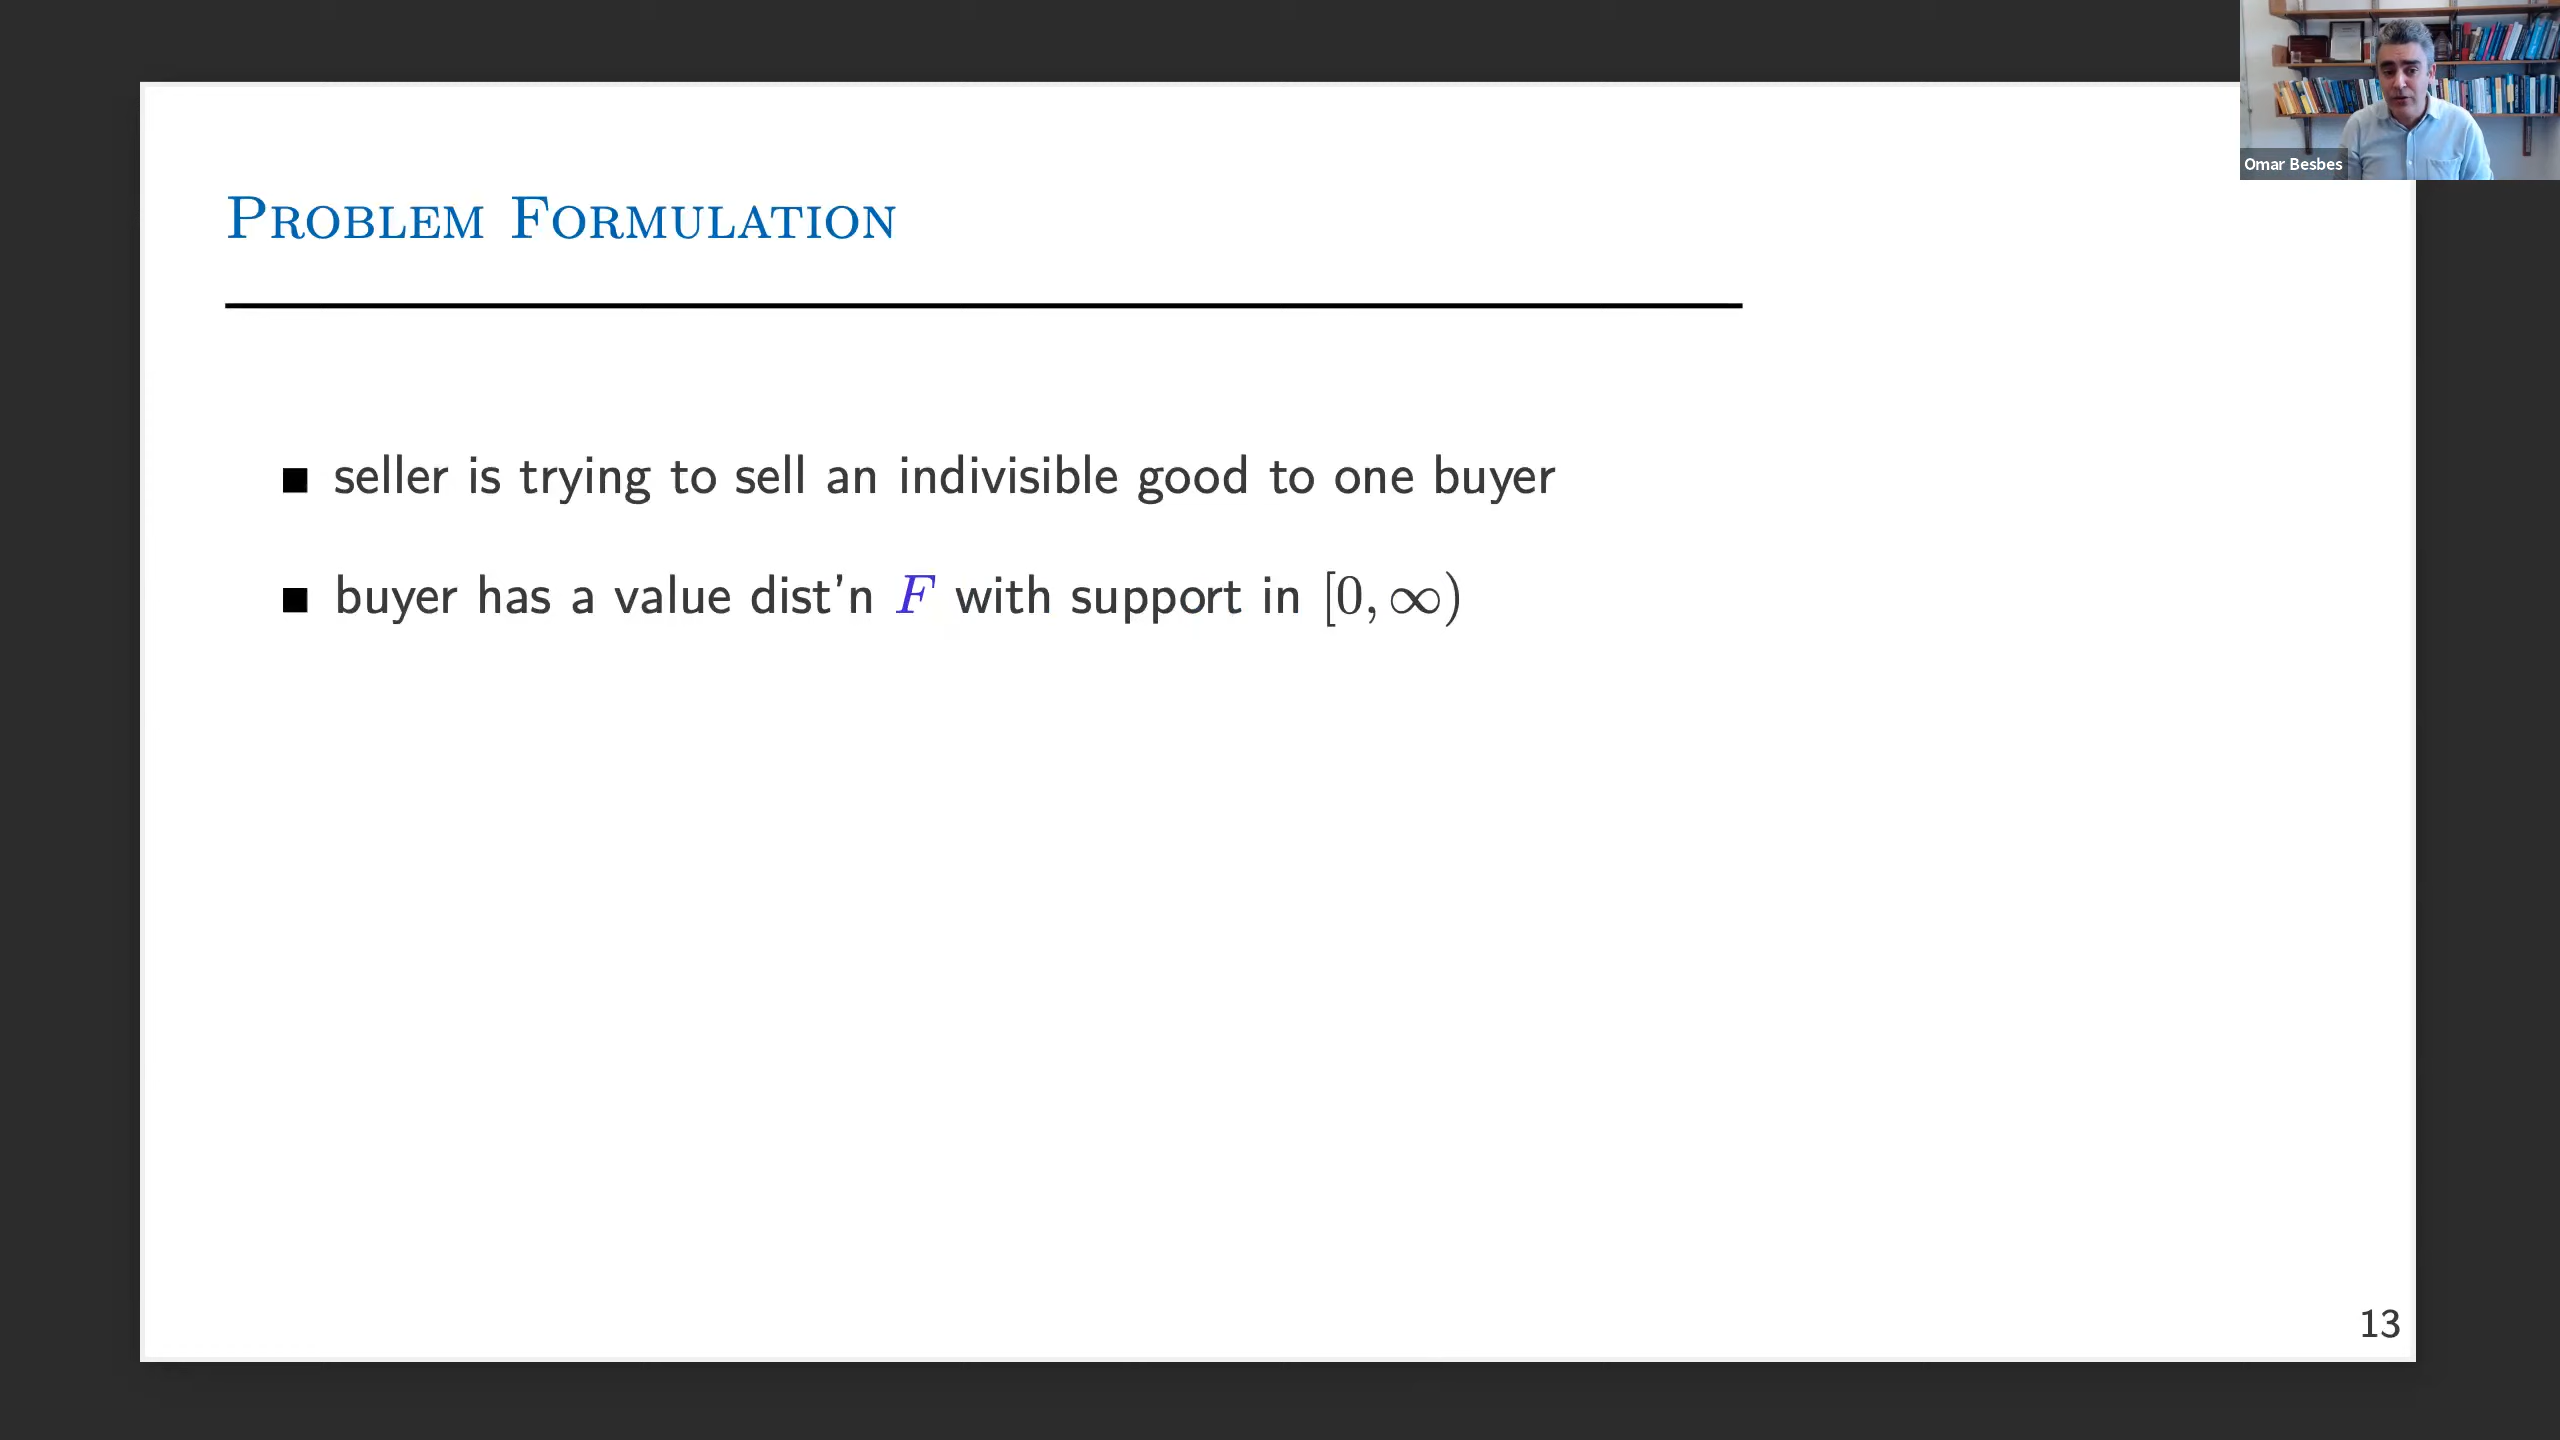 Omar Besbes
Problem Formulation
■ seller is trying to sell an indivisible good to one buyer
■ buyer has a value dist'n F with support in [0, ∞)
13